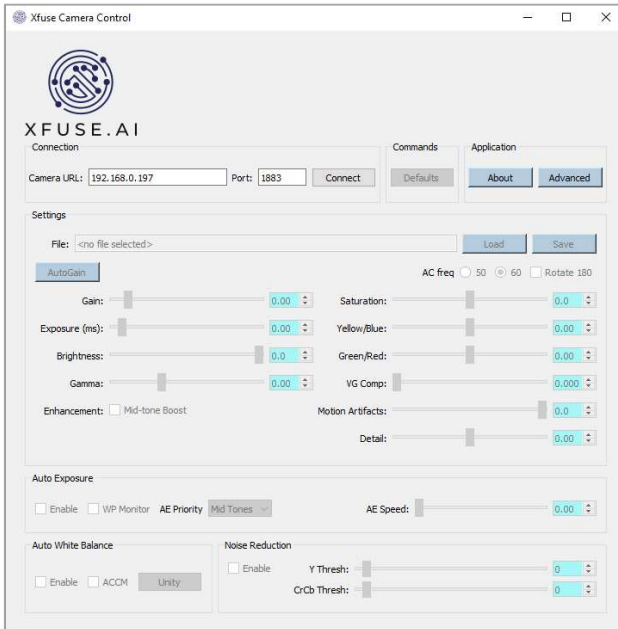 Xfuse Camera Control
XFUSE.AI
Connection Commands Application
Camera URL: 192.168.0.197 Port: 1883 Connect Defaults About Advanced
Settings
File: <no file selected> Load Save
AutoGain AC freq 50 60 Rotate 180
Gain: 0.00 Saturation: 0.0
Exposure (ms): 0.00 Yellow/Blue: 0.00
Brightness: 0.0 Green/Red: 0.00
Gamma: 0.00 VG Comp: 0.000
Enhancement: Mid-tone Boost Motion Artifacts: 0.0
Detail: 0.00
Auto Exposure
Enable WP Monitor AE Priority Mid Tones AE Speed: 0.00
Auto White Balance Noise Reduction
Enable Y Thresh: 0
Enable ACCM Unity CrCb Thresh: 0